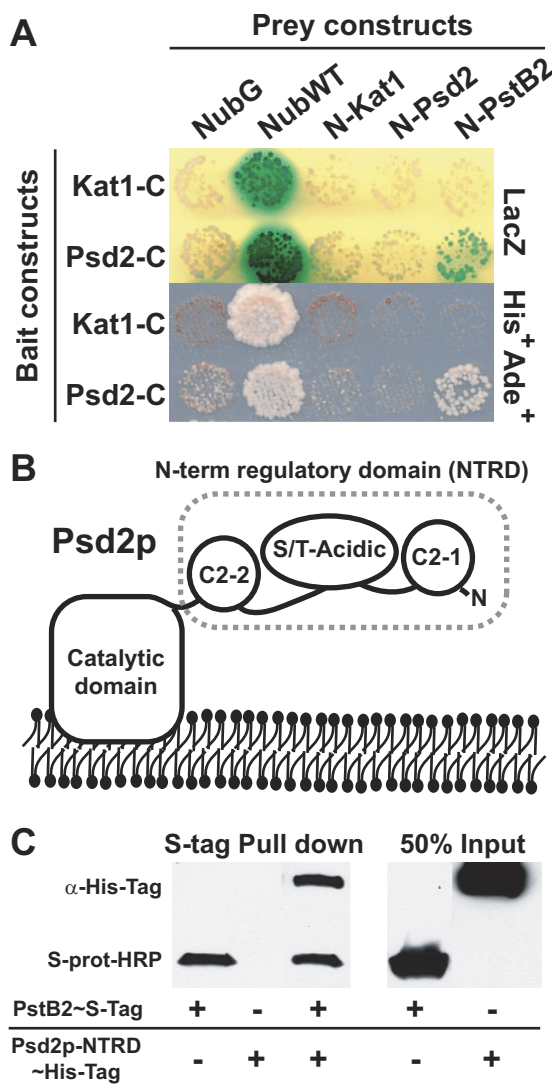 A
Prey constructs
NubG
NubWT
N-Kat1
N-Psd2
N-PstB2
Bait constructs
Kat1-C
Psd2-C
Kat1-C
Psd2-C
LacZ
His+Ade+
B
N-term regulatory domain (NTRD)
Psd2p
C2-2
S/T-Acidic
C2-1
N
Catalytic
domain
C
S-tag Pull down
50% Input
α-His-Tag
S-prot-HRP
PstB2~S-Tag + - + + -
Psd2p-NTRD
~His-Tag - + + - +